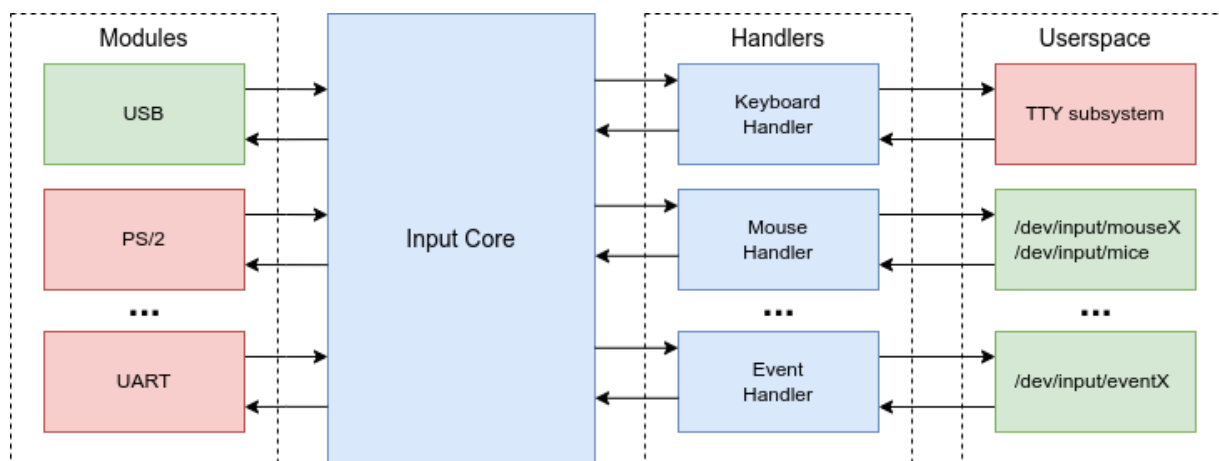 Modules
USB
PS/2
...
UART
Input Core
Handlers
Keyboard
Handler
Mouse
Handler
...
Event
Handler
Userspace
TTY subsystem
/dev/input/mouseX
/dev/input/mice
...
/dev/input/eventX